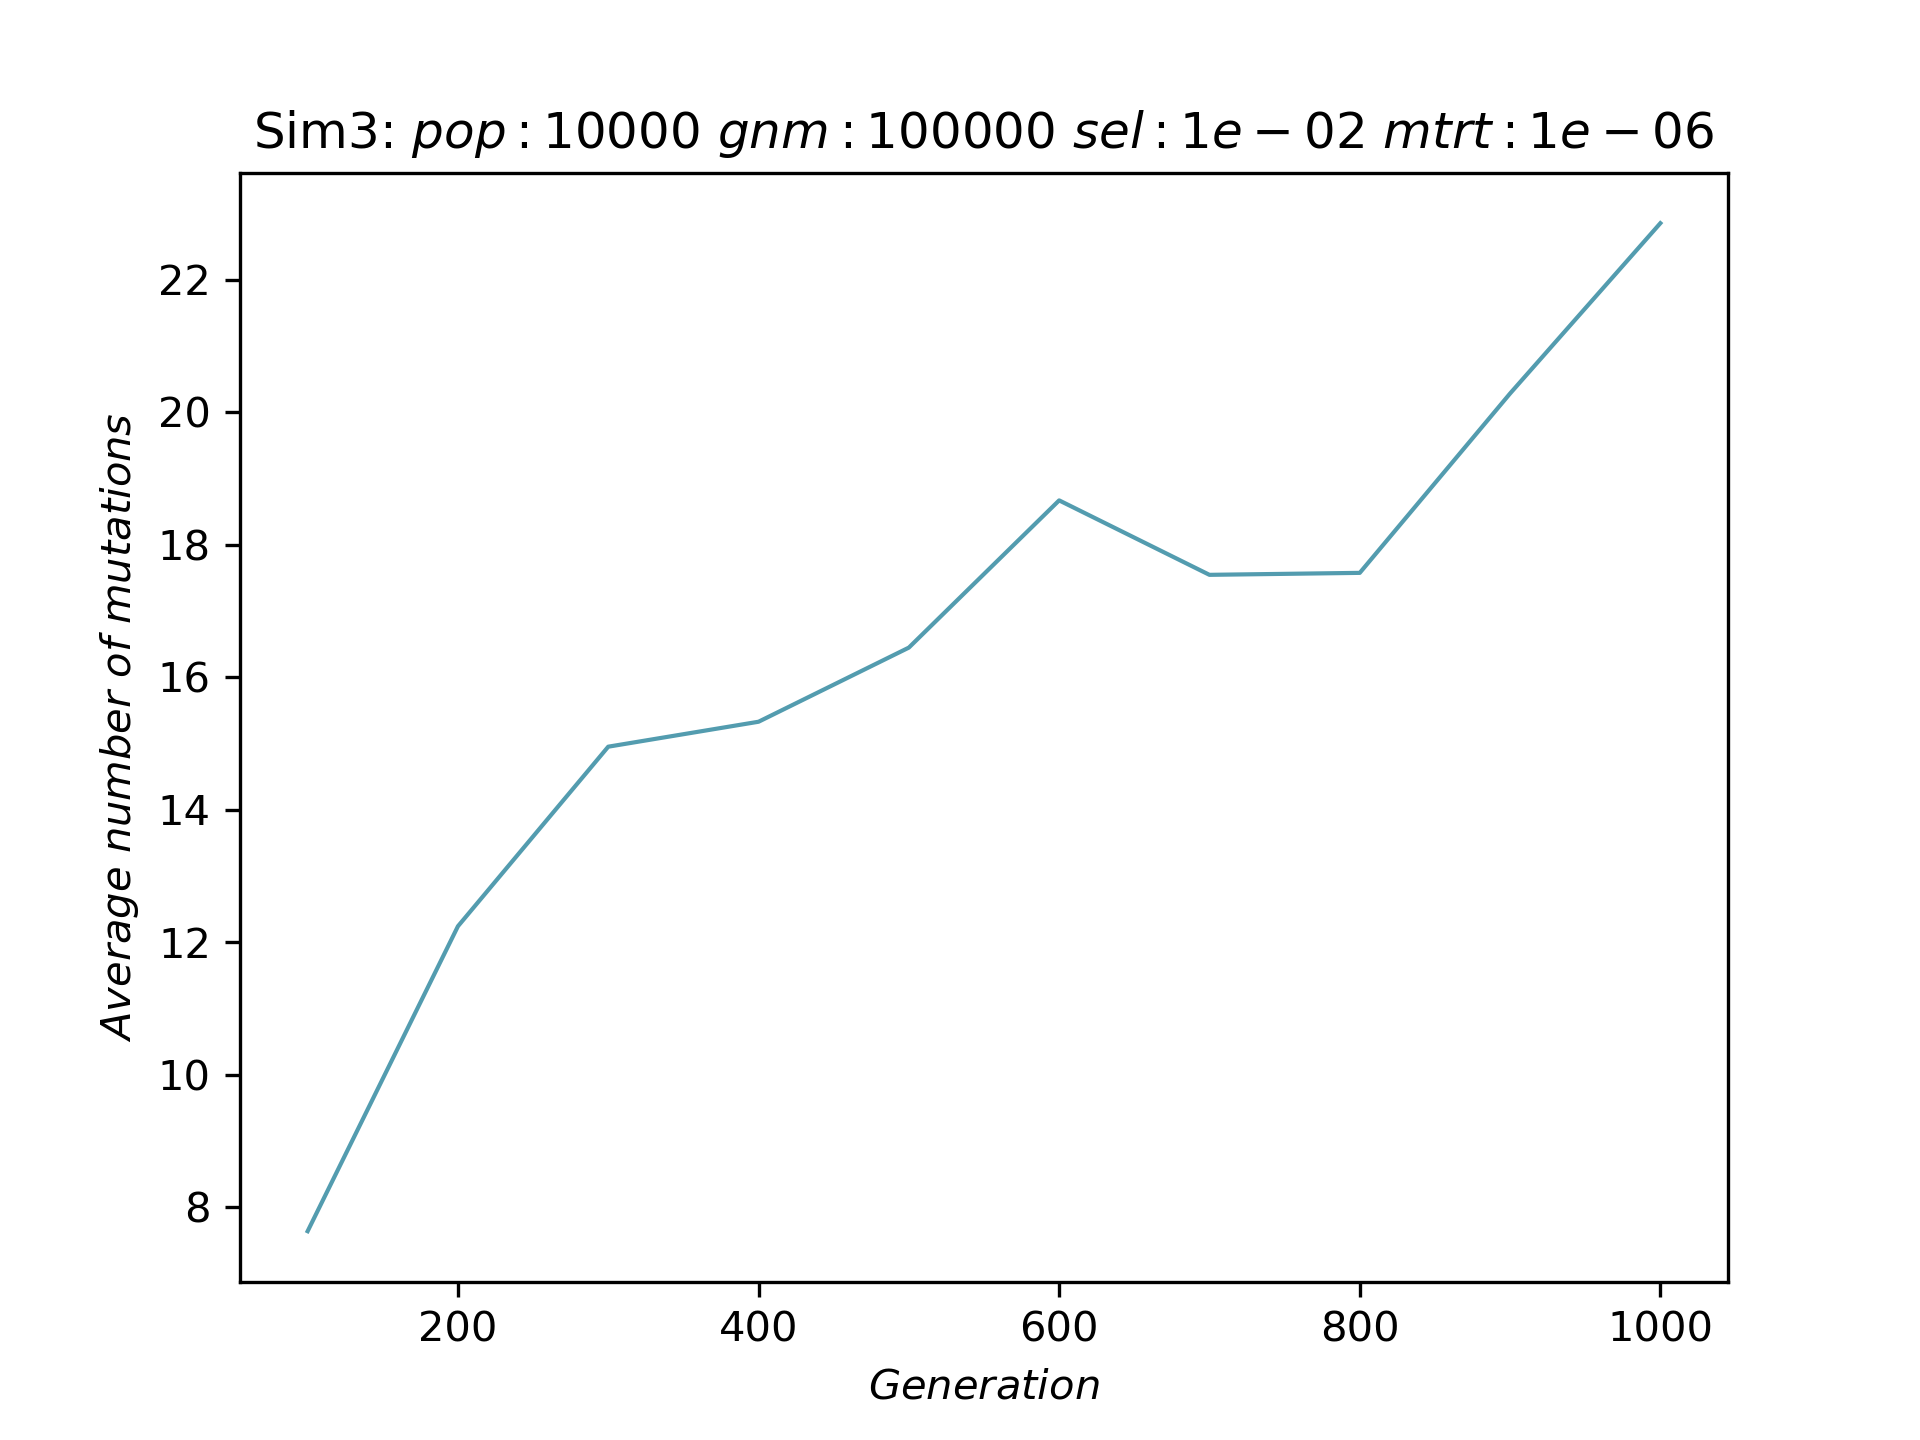 Sim3: pop : 10000 gnm : 100000 sel : 1e − 02 mtrt : 1e − 06
22
20
18
16
14
12
10
8
Average number of mutations
200 400 600 800 1000
Generation